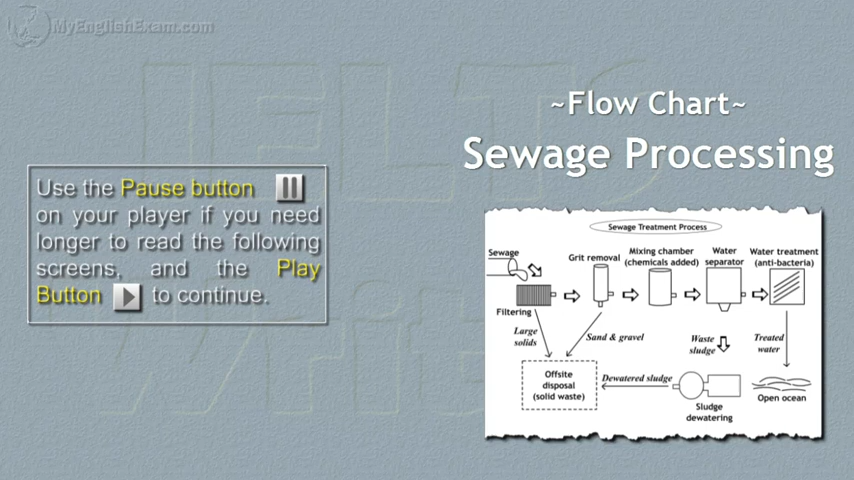 MyEnglishExam.com
IELTS
Writ
~Flow Chart~
Sewage Processing
Use the Pause button
on your player if you need
longer to read the following
screens, and the Play
Button to continue.
Sewage Treatment Process
Sewage
Grit removal
Mixing chamber
(chemicals added)
Water
separator
Water treatment
(anti-bacteria)
Filtering
Large
solids
Sand & gravel
Waste
sludge
Treated
water
Offsite
disposal
(solid waste)
Dewatered sludge
Sludge
dewatering
Open ocean